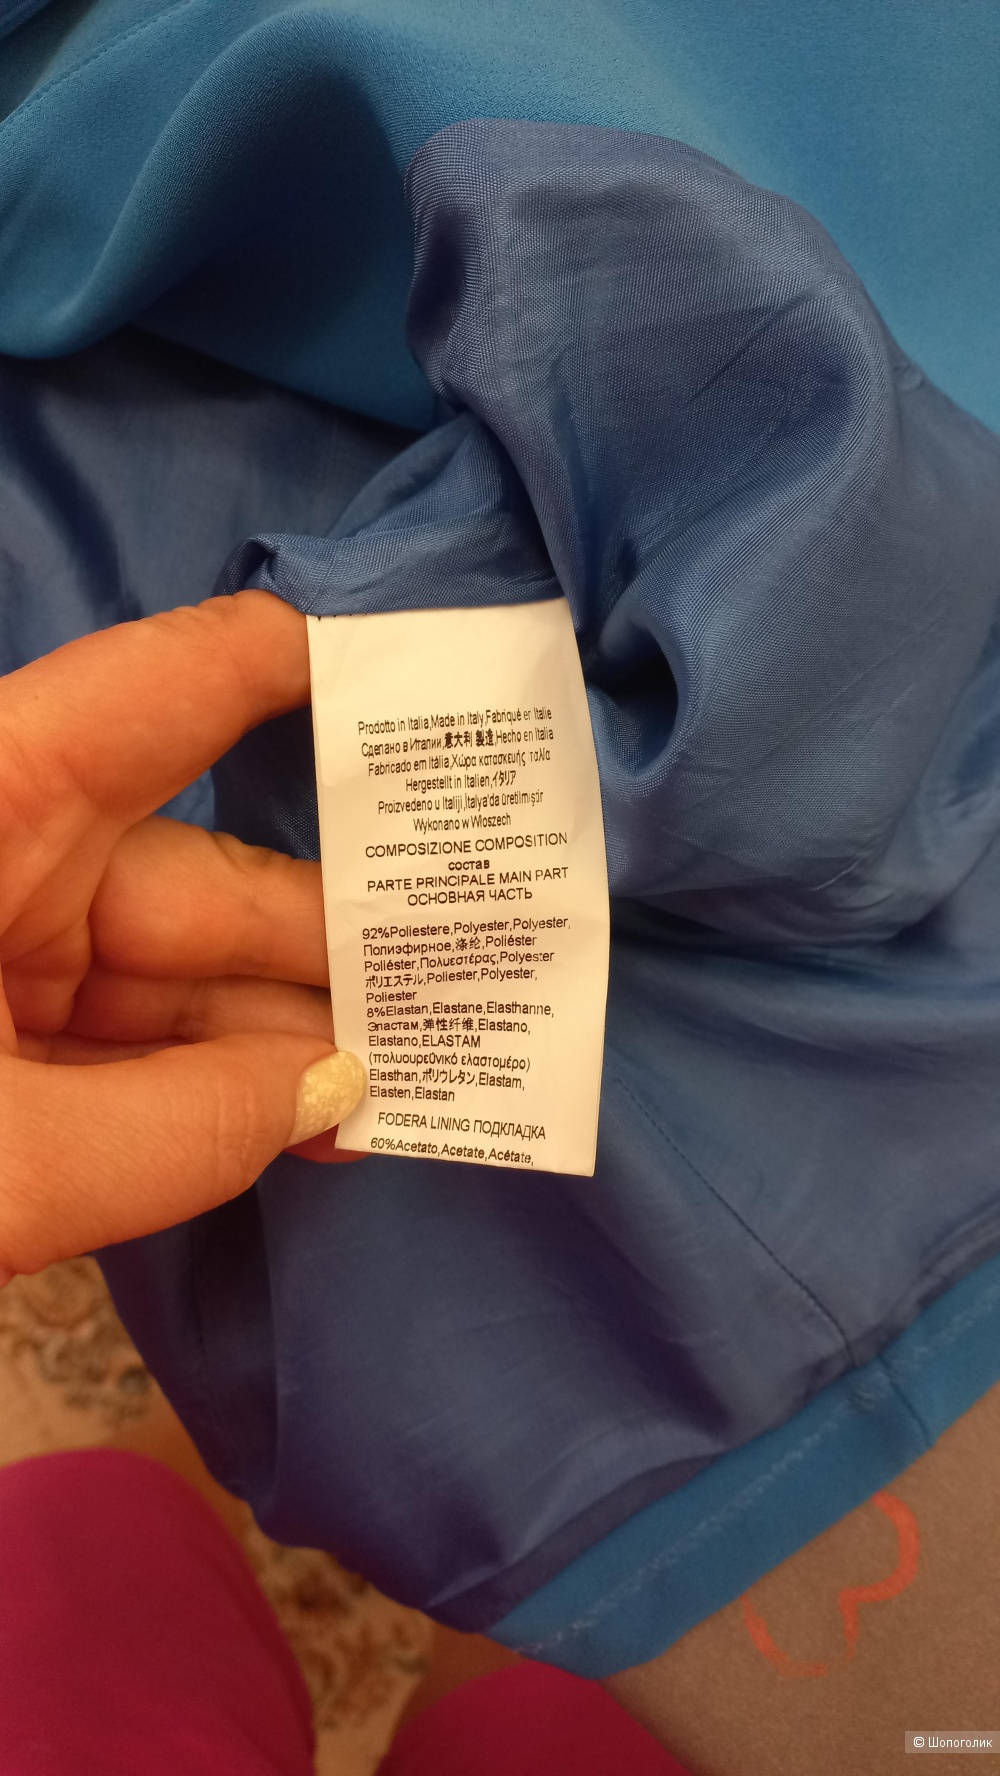 Prodotto in Italia,Made in Italy,Fabriqué en Italie
Сделано в Италии,意大利 製造,Hecho en Italia
Fabricado em Itália,Χώρα κατασκευής Ιταλία
Hergestellt in Italien,イタリア
Proizvedeno u Italiji,İtalya'da üretilmiştir
Wykonano w Włoszech
COMPOSIZIONE COMPOSITION
состав
PARTE PRINCIPALE MAIN PART
ОСНОВНАЯ ЧАСТЬ
92%Poliestere,Polyester,Polyester,
Полиэфирное,涤纶,Poliéster
Poliéster,Πολυεστέρας,Polyester
ポリエステル,Poliester,Polyester,
Poliester
8%Elastan,Elastane,Elasthanne,
Эластам,弹性纤维,Elastano,
Elastano,ELASTAM
(πολυουρεθνικό ελαστομέρο)
Elasthan,ポリウレタン,Elastam,
Elasten,Elastan
FODERA LINING ПОДКЛАДКА
60%Acetato,Acetate,Acétate,
© Шопоголик